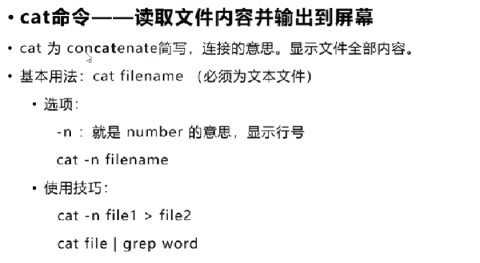 • cat命令——读取文件内容并输出到屏幕
• cat 为 concatenate简写，连接的意思。显示文件全部内容。
• 基本用法：cat filename （必须为文本文件）
• 选项：
-n ：就是 number 的意思，显示行号
cat -n filename
• 使用技巧：
cat -n file1 > file2
cat file | grep word